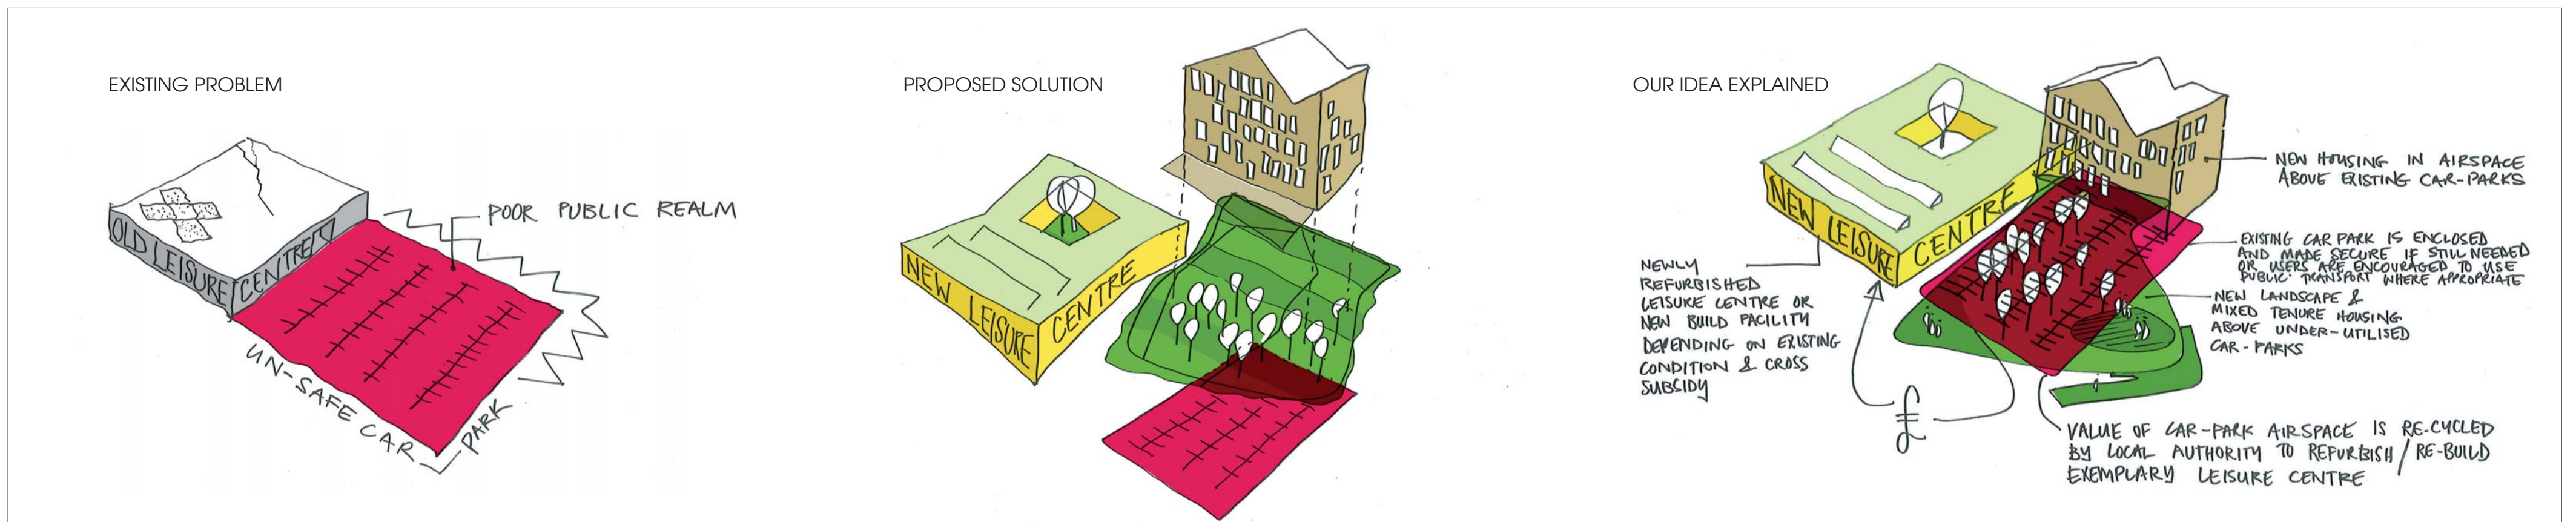 EXISTING PROBLEM
OLD LEISURE CENTRE
POOR PUBLIC REALM
UN-SAFE CAR PARK
PROPOSED SOLUTION
NEW LEISURE CENTRE
OUR IDEA EXPLAINED
NEW LEISURE CENTRE
NEWLY
REFURBISHED
LEISURE CENTRE OR
NEW BUILD FACILITY
DEPENDING ON EXISTING
CONDITION & CROSS
SUBSIDY
£
NEW HOUSING IN AIRSPACE
ABOVE EXISTING CAR-PARKS
EXISTING CAR PARK IS ENCLOSED
AND MADE SECURE IF STILL NEEDED
OR USERS ARE ENCOURAGED TO USE
PUBLIC TRANSPORT WHERE APPROPRIATE
NEW LANDSCAPE &
MIXED TENURE HOUSING
ABOVE UNDER-UTILISED
CAR-PARKS
VALUE OF CAR-PARK AIRSPACE IS RE-CYCLED
BY LOCAL AUTHORITY TO REFURBISH / RE-BUILD
EXEMPLARY LEISURE CENTRE